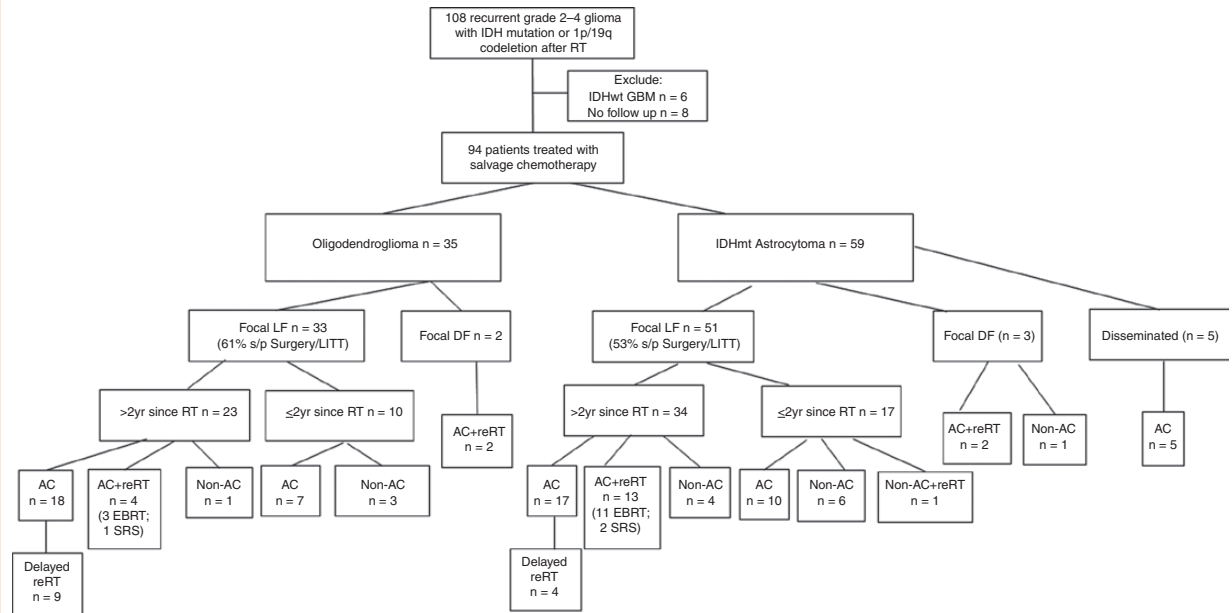 108 recurrent grade 2–4 glioma
with IDH mutation or 1p/19q
codeletion after RT
Exclude:
IDHwt GBM n = 6
No follow up n = 8
94 patients treated with
salvage chemotherapy
Oligodendroglioma n = 35
IDHmt Astrocytoma n = 59
Focal LF n = 33
(61% s/p Surgery/LITT)
Focal DF n = 2
Focal LF n = 51
(53% s/p Surgery/LITT)
Focal DF (n = 3)
Disseminated (n = 5)
>2yr since RT n = 23
≤2yr since RT n = 10
AC+reRT
n = 2
>2yr since RT n = 34
≤2yr since RT n = 17
AC+reRT
n = 2
Non-AC
n = 1
AC
n = 5
AC
n = 18
AC+reRT
n = 4
(3 EBRT;
1 SRS)
Non-AC
n = 1
AC
n = 7
Non-AC
n = 3
AC
n = 17
AC+reRT
n = 13
(11 EBRT;
2 SRS)
Non-AC
n = 4
AC
n = 10
Non-AC
n = 6
Non-AC+reRT
n = 1
Delayed
reRT
n = 9
Delayed
reRT
n = 4